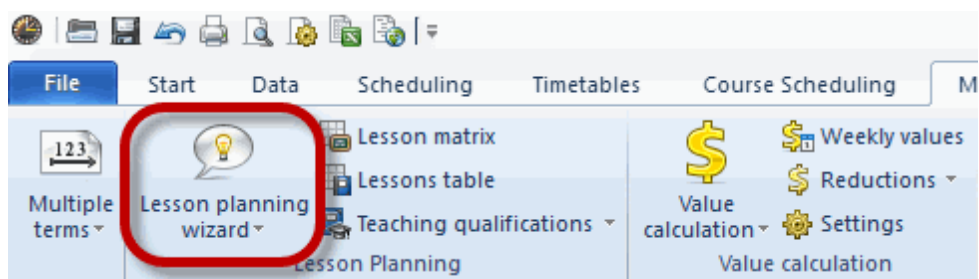 File Start Data Scheduling Timetables Course Scheduling M
123
Lesson matrix
Lessons table
Teaching qualifications
Multiple
terms
Lesson planning
wizard
Lesson Planning
Value
calculation
Weekly values
Reductions
Settings
Value calculation